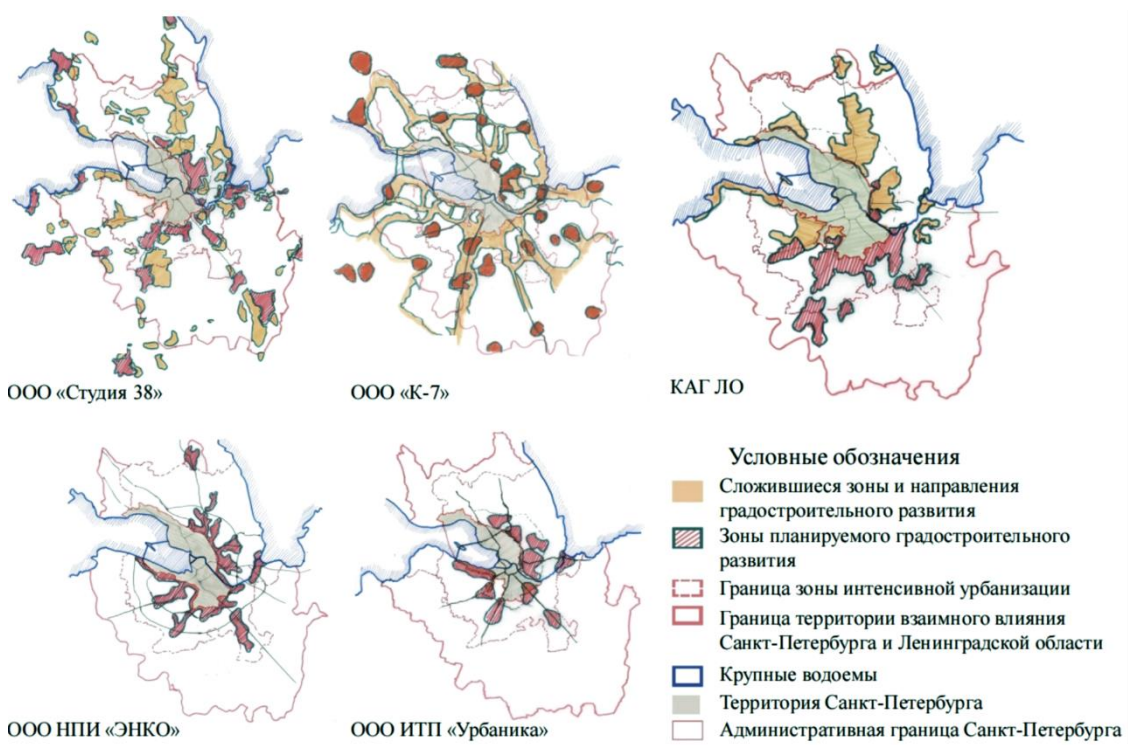 ООО «Студия 38»
ООО «К-7»
КАГ ЛО
ООО НПИ «ЭНКО»
ООО ИТП «Урбаника»
Условные обозначения
Сложившиеся зоны и направления
градостроительного развития
Зоны планируемого градостроительного
развития
Граница зоны интенсивной урбанизации
Граница территории взаимного влияния
Санкт-Петербурга и Ленинградской области
Крупные водоемы
Территория Санкт-Петербурга
Административная граница Санкт-Петербурга